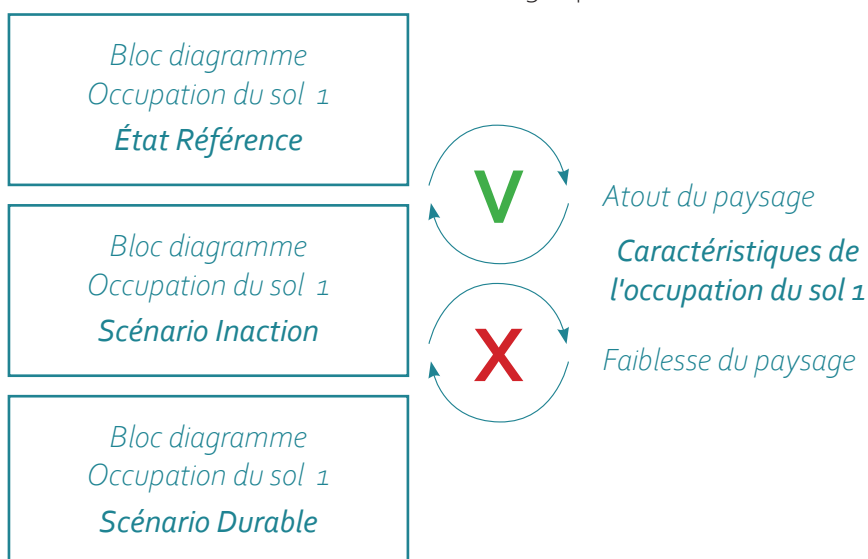 Bloc diagramme
Occupation du sol 1
État Référence
Bloc diagramme
Occupation du sol 1
Scénario Inaction
Bloc diagramme
Occupation du sol 1
Scénario Durable
V
X
Atout du paysage
Caractéristiques de
l'occupation du sol 1
Faiblesse du paysage